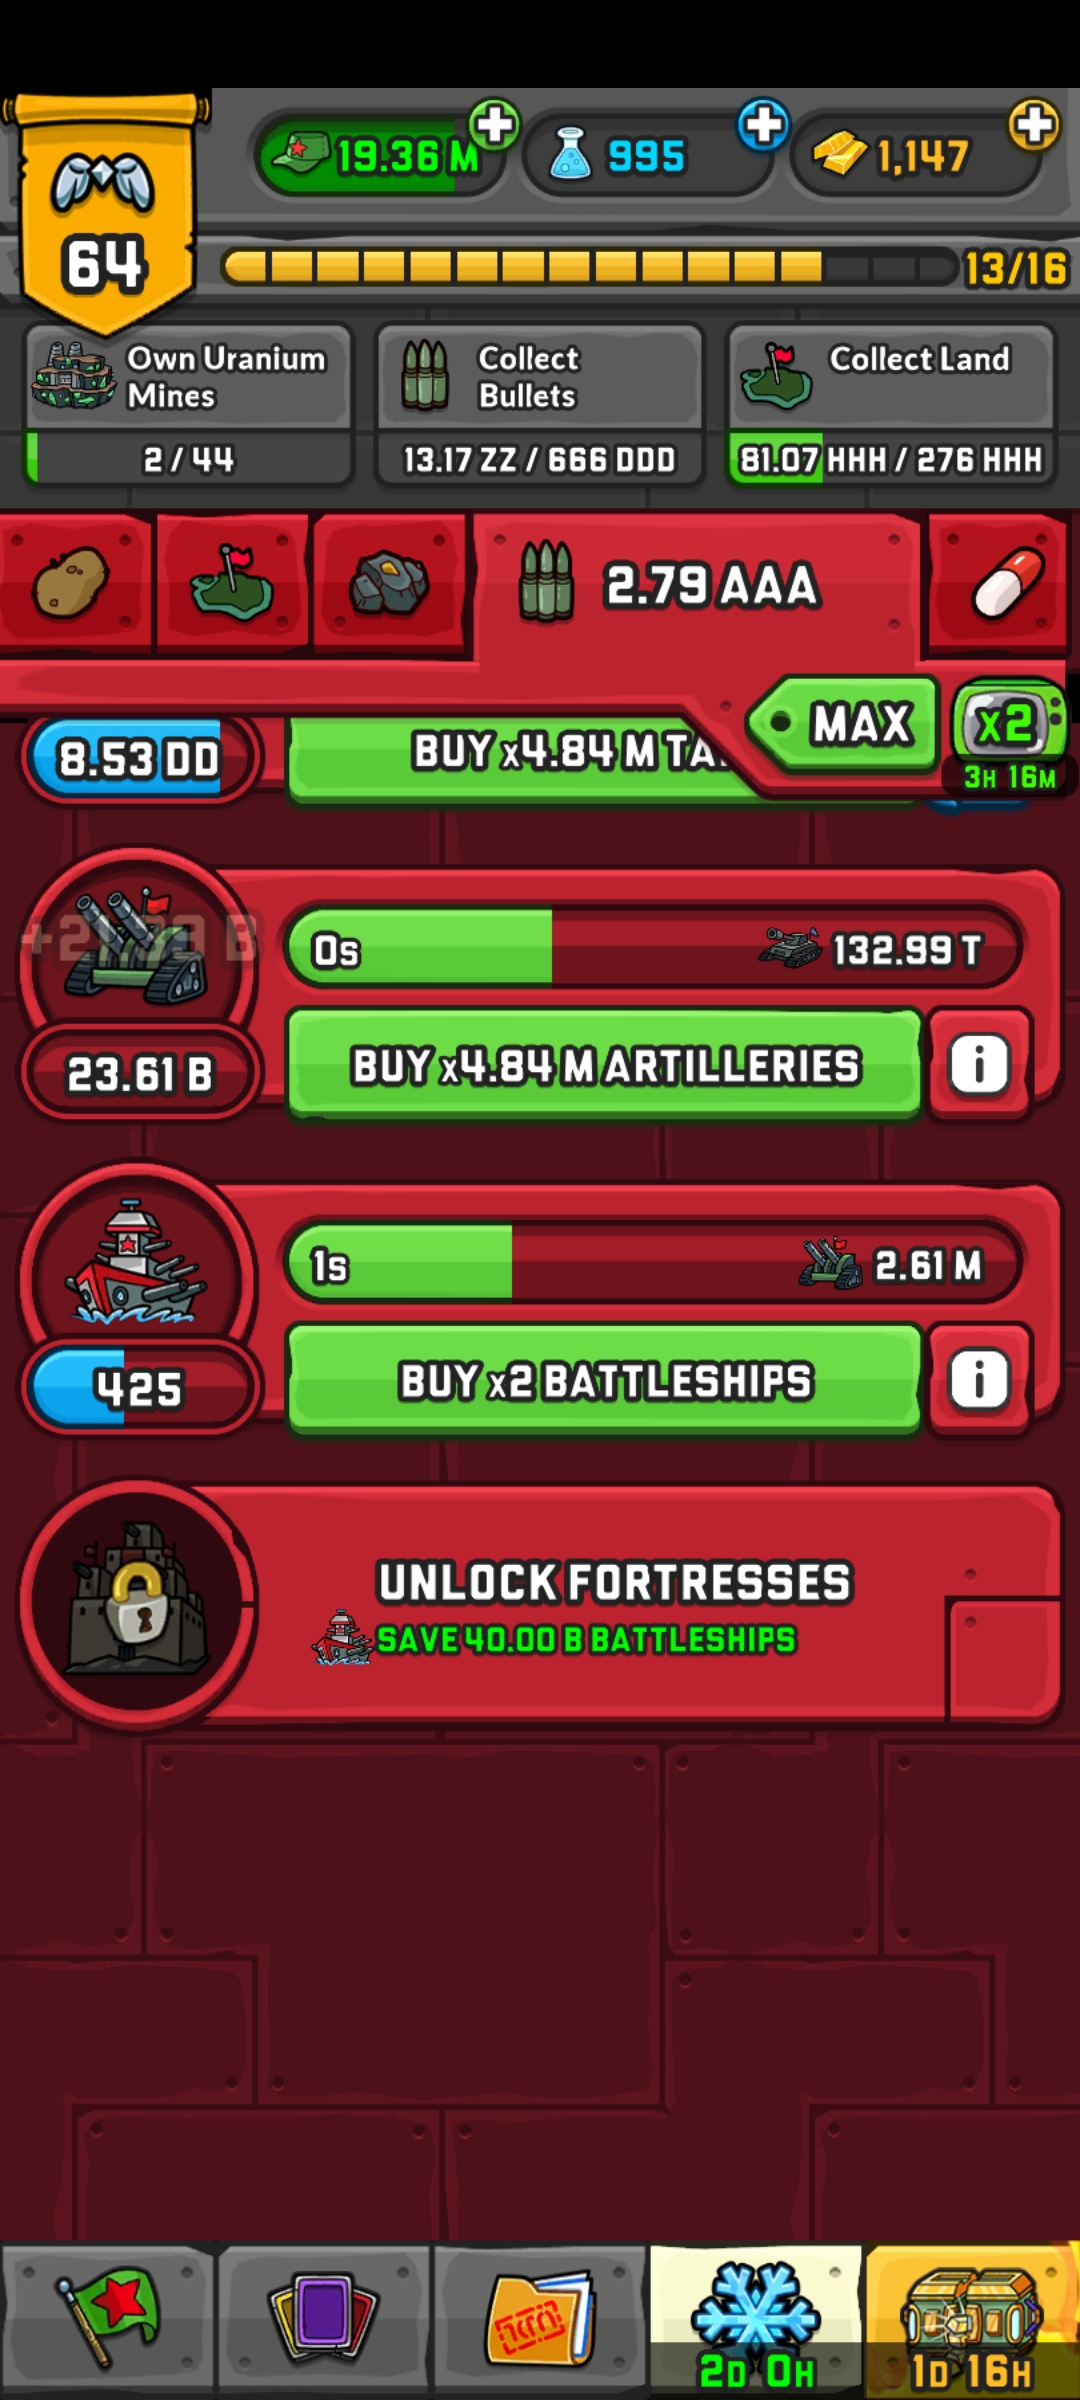 19.36 M
995
1,147
64
13/16
Own Uranium
Mines
2 / 44
Collect
Bullets
13.17 ZZ / 666 DDD
Collect Land
81.07 HHH / 276 HHH
2.79 AAA
MAX
x2
3H 16M
8.53 DD
BUY x4.84 M TA
0s
132.99 T
23.61 B
BUY x4.84 M ARTILLERIES
i
1s
2.61 M
425
BUY x2 BATTLESHIPS
i
UNLOCK FORTRESSES
SAVE 40.00 B BATTLESHIPS
2D 0H
1D 16H